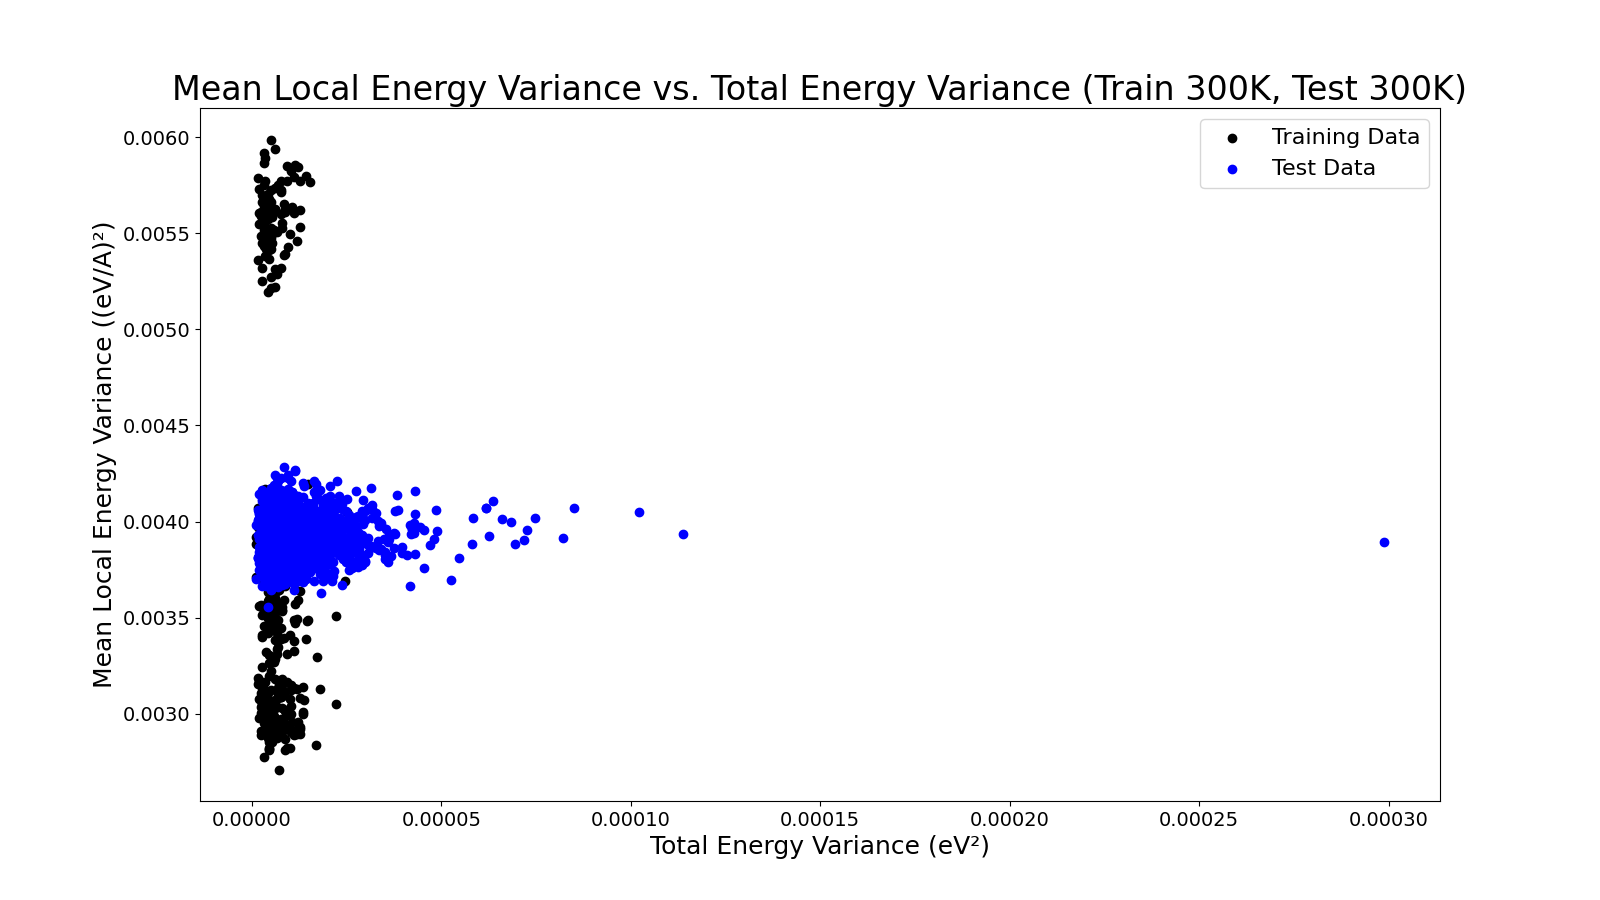 Mean Local Energy Variance vs. Total Energy Variance (Train 300K, Test 300K)
Training Data
Test Data
Mean Local Energy Variance ((eV/A)²)
0.0060
0.0055
0.0050
0.0045
0.0040
0.0035
0.0030
0.00000 0.00005 0.00010 0.00015 0.00020 0.00025 0.00030
Total Energy Variance (eV²)